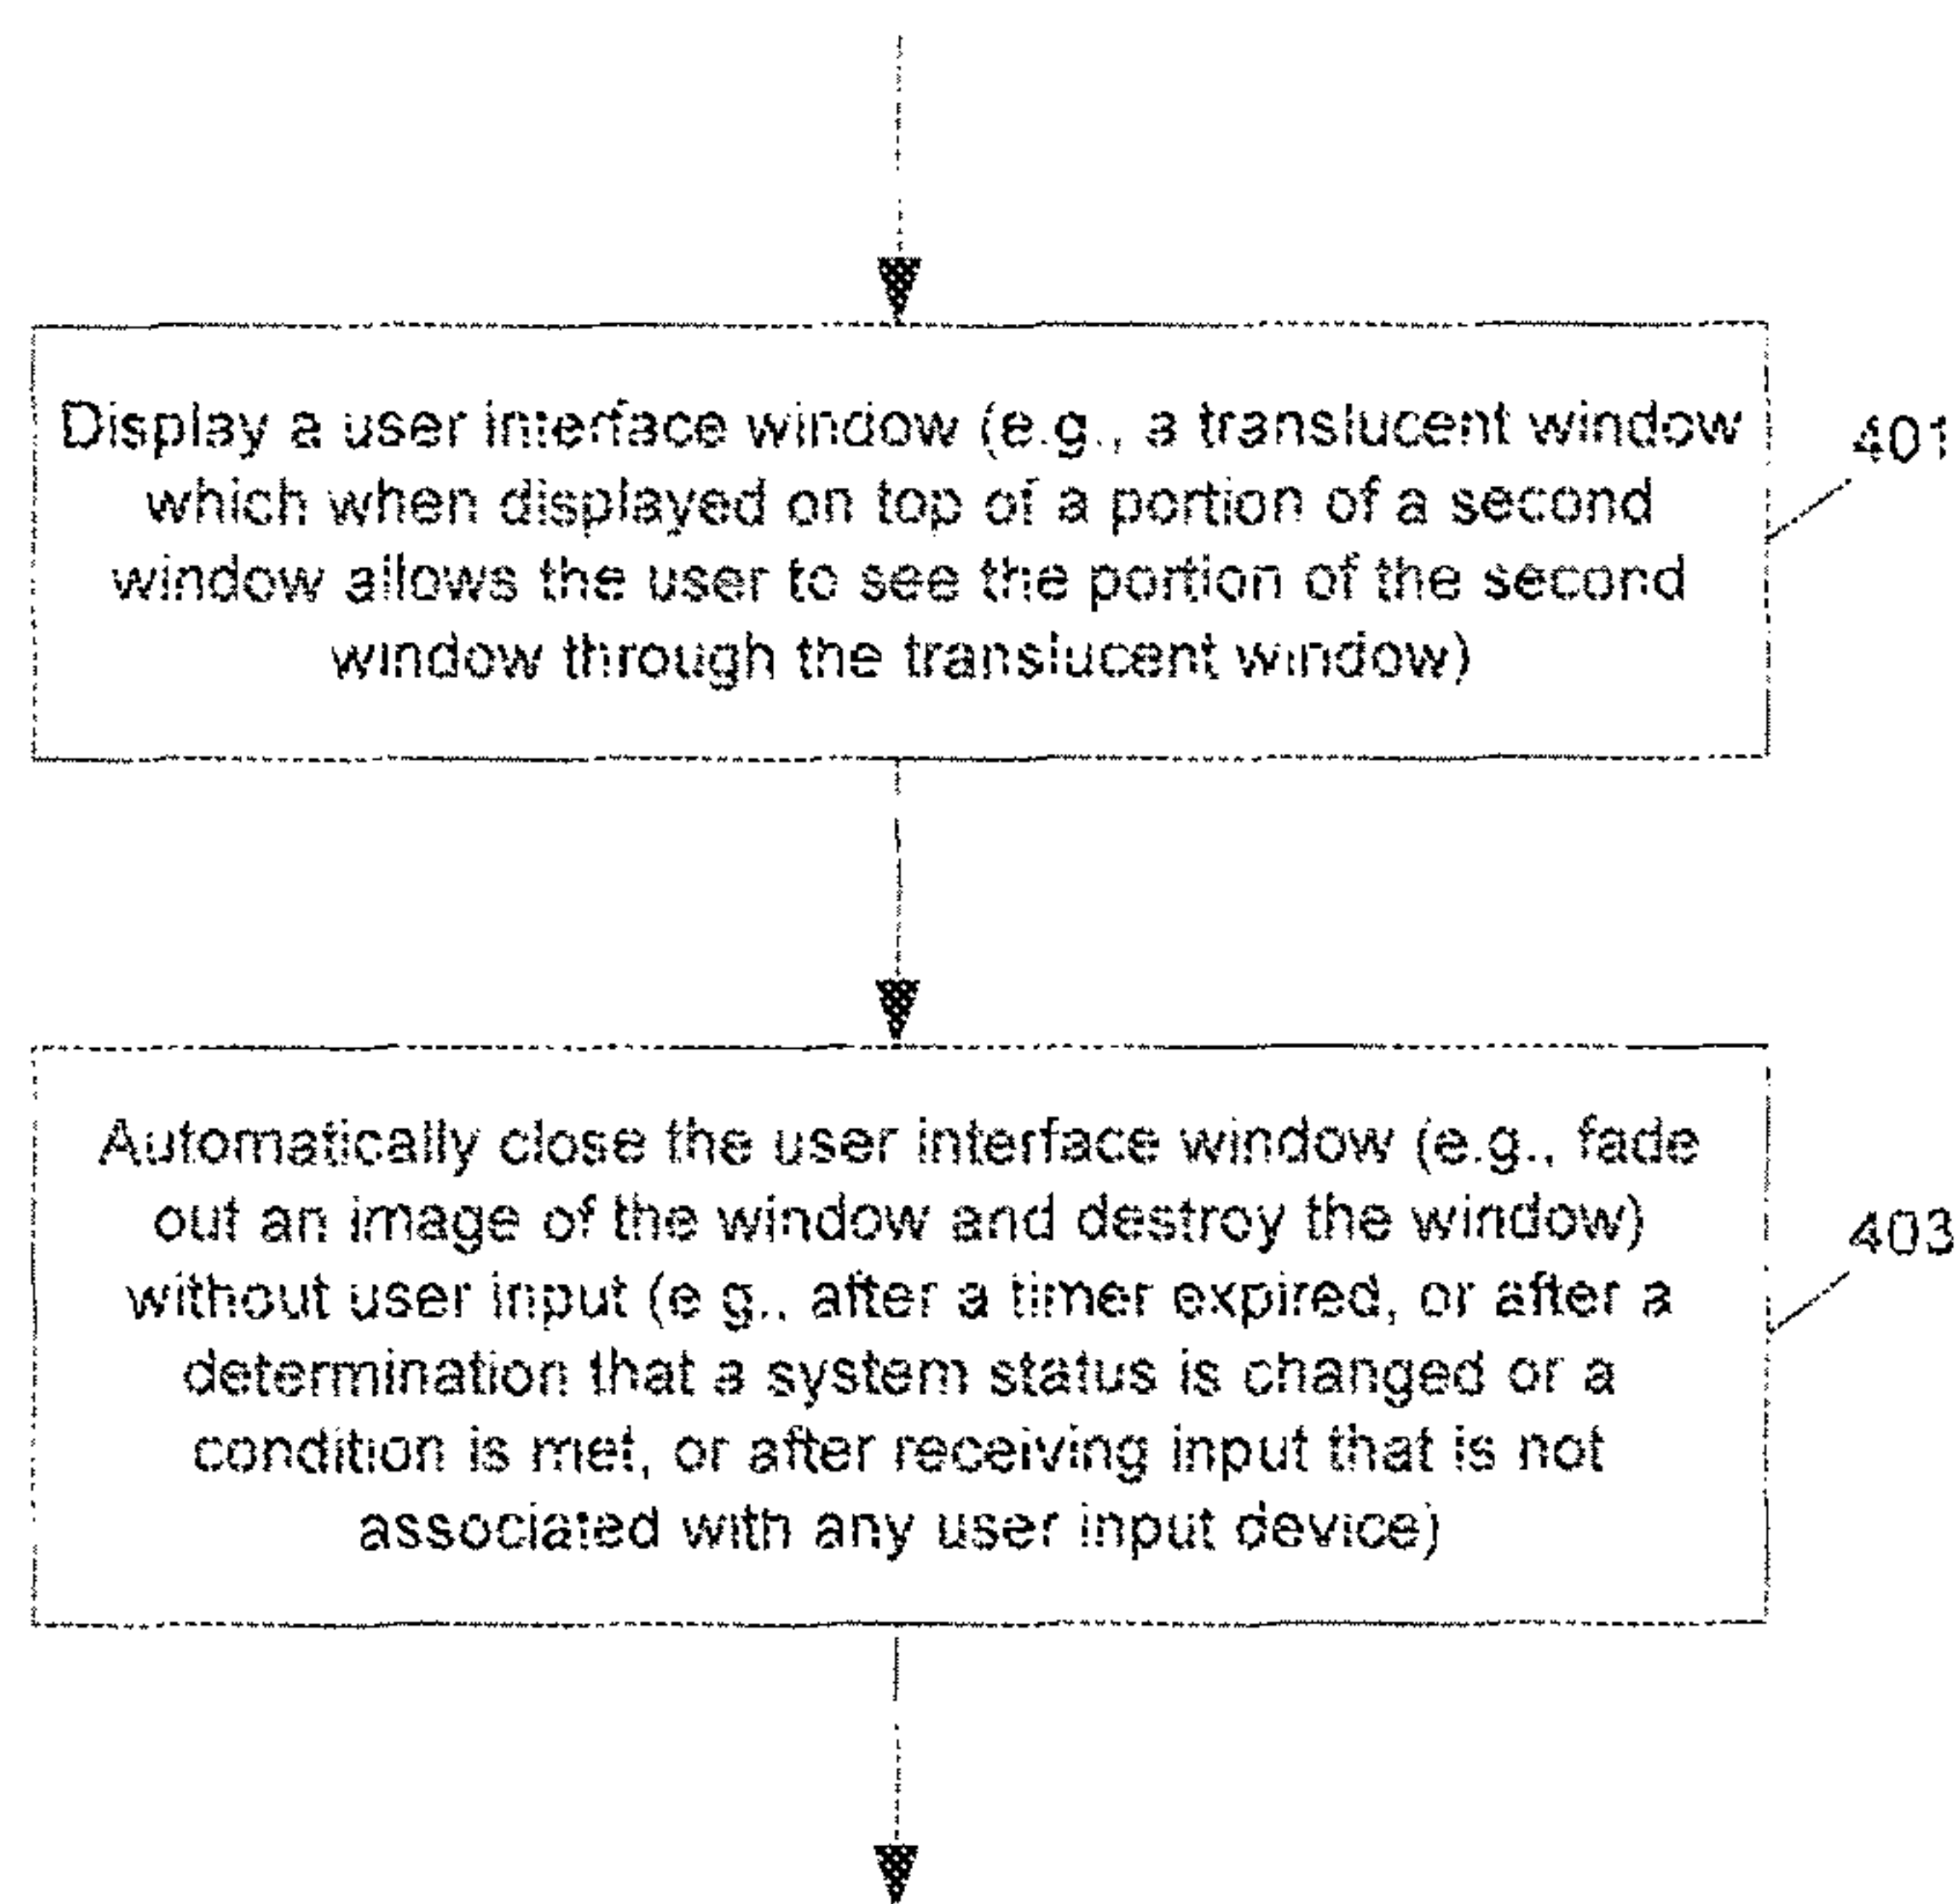 Display a user interface window (e.g., a translucent window
which when displayed on top of a portion of a second
window allows the user to see the portion of the second
window through the translucent window)
401
Automatically close the user interface window (e.g., fade
out an image of the window and destroy the window)
without user input (e.g., after a timer expired, or after a
determination that a system status is changed or a
condition is met, or after receiving input that is not
associated with any user input device)
403